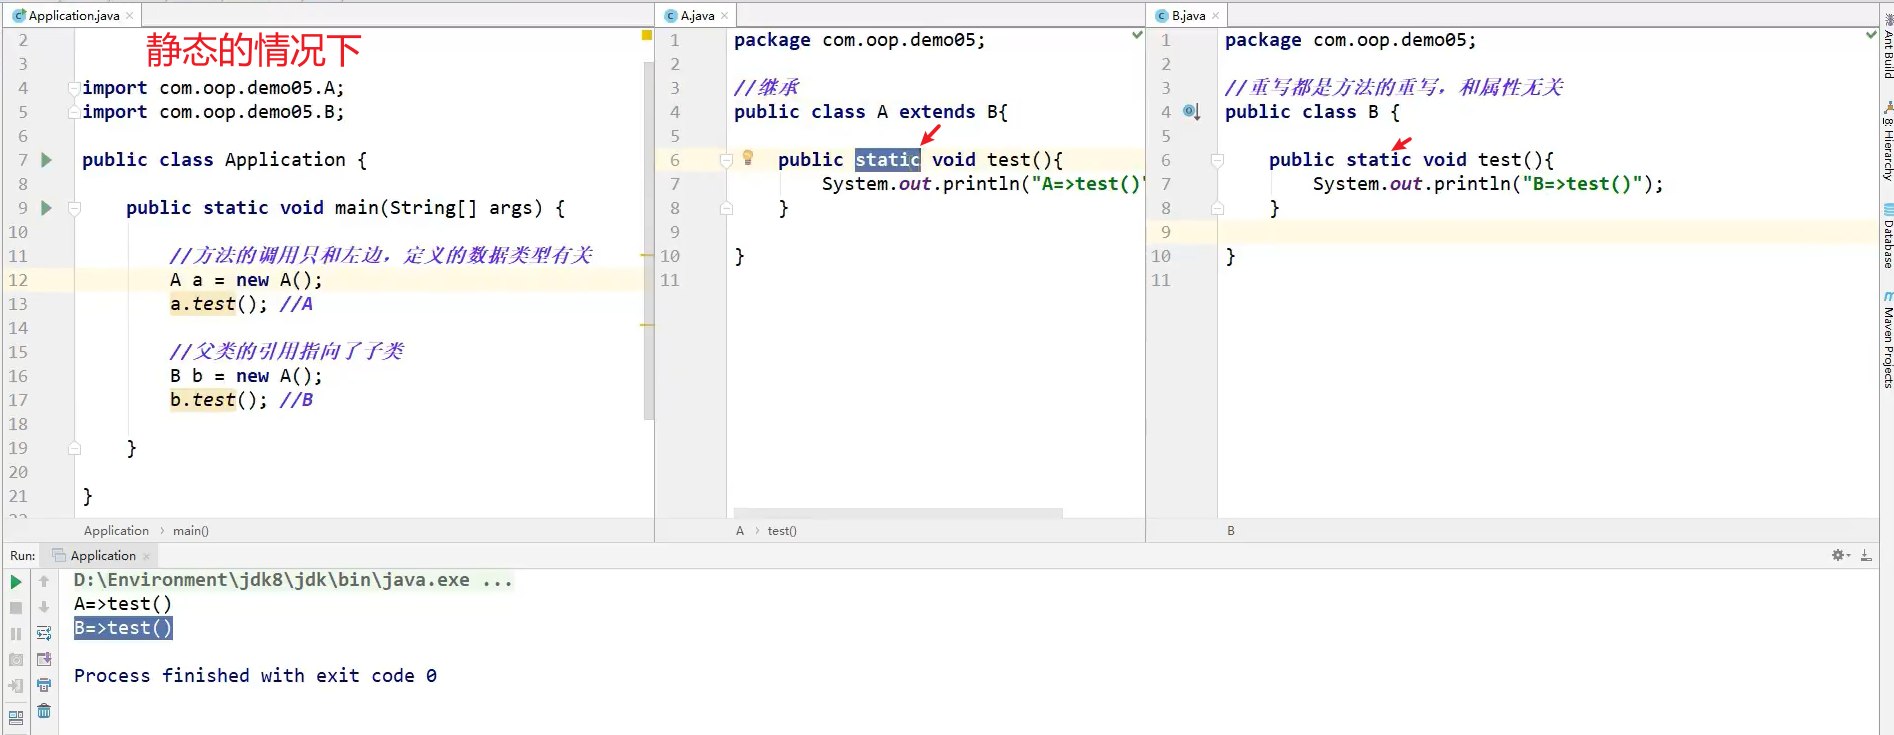 Application.java
A.java
B.java
静态的情况下
2
3
4 import com.oop.demo05.A;
5 import com.oop.demo05.B;
6
7 public class Application {
8
9 public static void main(String[] args) {
10
11 //方法的调用只和左边，定义的数据类型有关
12 A a = new A();
13 a.test(); //A
14
15 //父类的引用指向了子类
16 B b = new A();
17 b.test(); //B
18
19 }
20
21 }
Application › main()
1 package com.oop.demo05;
2
3 //继承
4 public class A extends B{
5
6 public static void test(){
7 System.out.println("A=>test()"
8 }
9
10 }
11
A › test()
1 package com.oop.demo05;
2
3 //重写都是方法的重写，和属性无关
4 public class B {
5
6 public static void test(){
7 System.out.println("B=>test()");
8 }
9
10 }
11
B
Ant Build
8: Hierarchy
Database
Maven Projects
Run: Application
D:\Environment\jdk8\jdk\bin\java.exe ...
A=>test()
B=>test()
Process finished with exit code 0